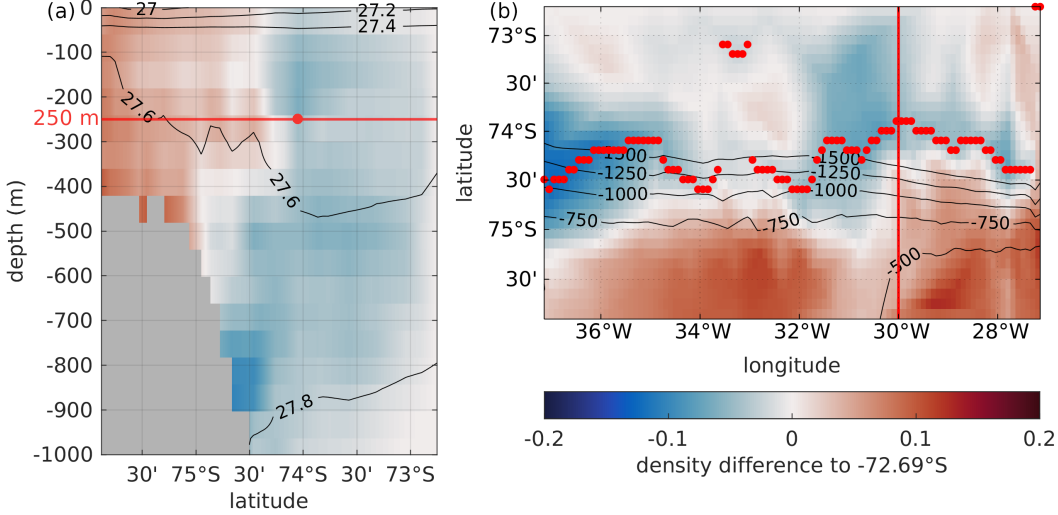 (a)
0
-100
-200
250 m
-300
-400
-500
-600
-700
-800
-900
-1000
depth (m)
27
27.2
27.4
27.6
27.6
27.8
30' 75°S 30' 74°S 30' 73°S
latitude
(b)
73°S
30'
74°S
30'
75°S
30'
latitude
-1500
-1250
-1000
-750
-1500
-1250
-1000
-750
-750
-500
36°W 34°W 32°W 30°W 28°W
longitude
-0.2 -0.1 0 0.1 0.2
density difference to -72.69°S